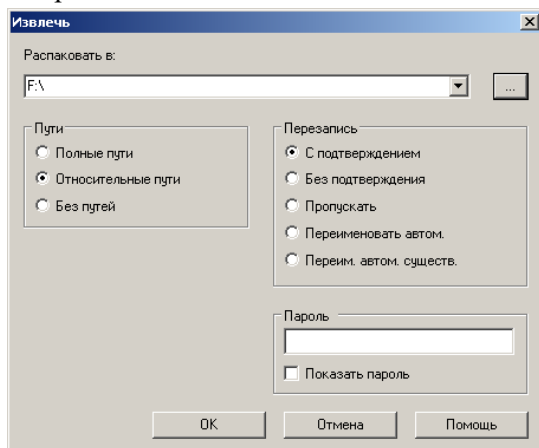 Извлечь
Распаковать в:
F:\
...
Пути
Полные пути
Относительные пути
Без путей
Перезапись
С подтверждением
Без подтверждения
Пропускать
Переименовать автом.
Переим. автом. существ.
Пароль
Показать пароль
OK
Отмена
Помощь